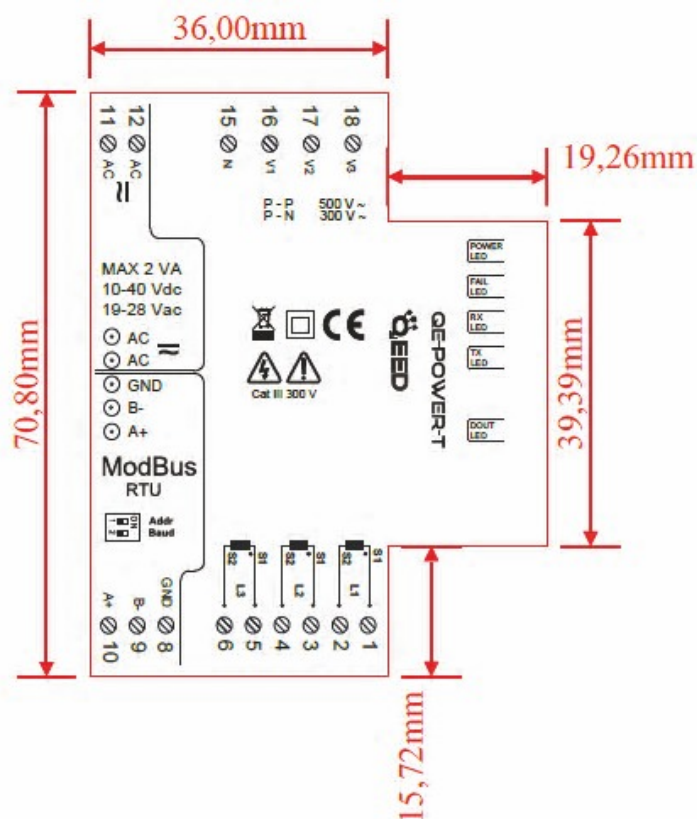 36,00mm
19,26mm
70,80mm
39,39mm
15,72mm
11 12 15 16 17 18
AC AC N V1 V2 V3
P - P 500 V ~
P - N 300 V ~
MAX 2 VA
10-40 Vdc
19-28 Vac
AC
AC
GND
B-
A+
ModBus
RTU
ON
1
2
Addr
Baud
CE
Cat III 300 V
QEED
QE-POWER-T
POWER
LED
FAIL
LED
RX
LED
TX
LED
DOUT
LED
S2 S1 S2 S1 S2 S1
L3 L2 L1
A+ B- GND
10 9 8 6 5 4 3 2 1